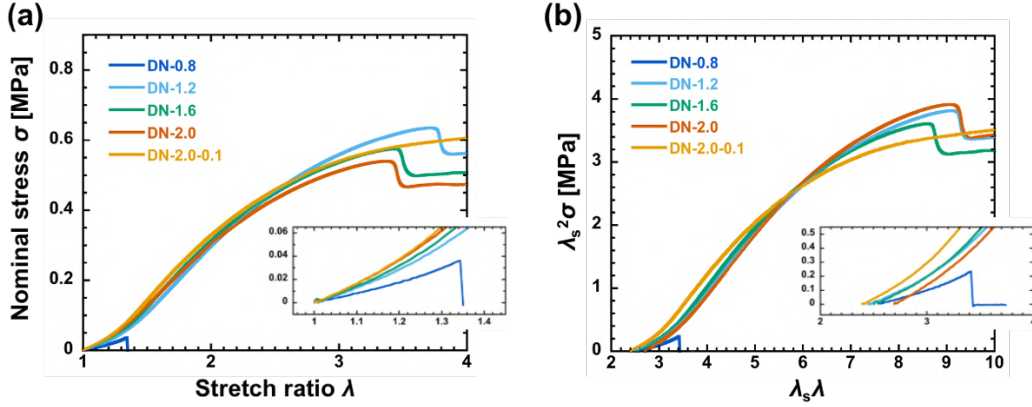 (a)
Nominal stress σ [MPa]
0.8
0.6
0.4
0.2
0
DN-0.8
DN-1.2
DN-1.6
DN-2.0
DN-2.0-0.1
0.06
0.04
0.02
0
1 1.1 1.2 1.3 1.4
1 2 3 4
Stretch ratio λ
(b)
λs²σ [MPa]
5
4
3
2
1
0
DN-0.8
DN-1.2
DN-1.6
DN-2.0
DN-2.0-0.1
0.5
0.4
0.3
0.2
0.1
0
2 3
2 3 4 5 6 7 8 9 10
λsλ